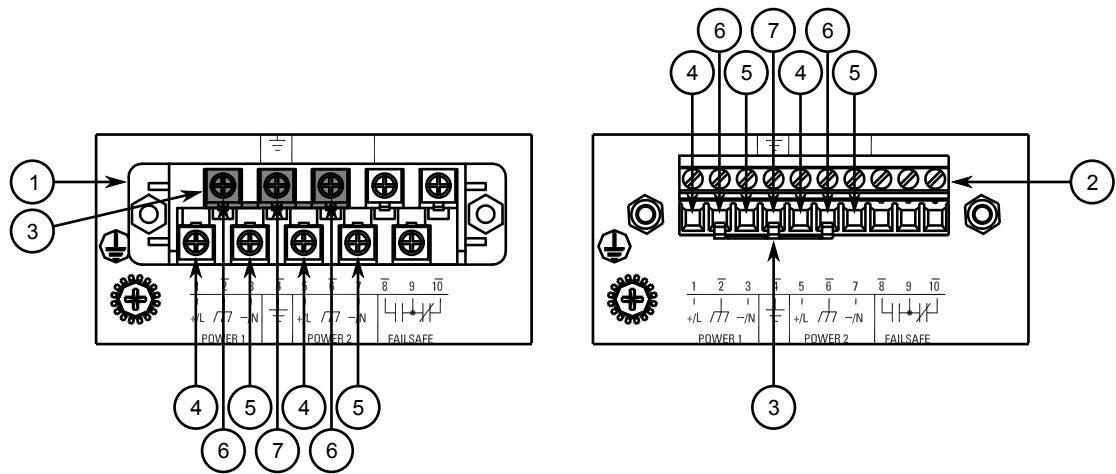 6 7 6
4 5 4 5
1
3
2
2 3 4 5 6 7 8 9 10
+/L −/N +/L −/N
POWER 1 POWER 2 FAILSAFE
1 2 3 4 5 6 7 8 9 10
+/L −/N +/L −/N
POWER 1 POWER 2 FAILSAFE
4 5 4 5
6 7 6
3